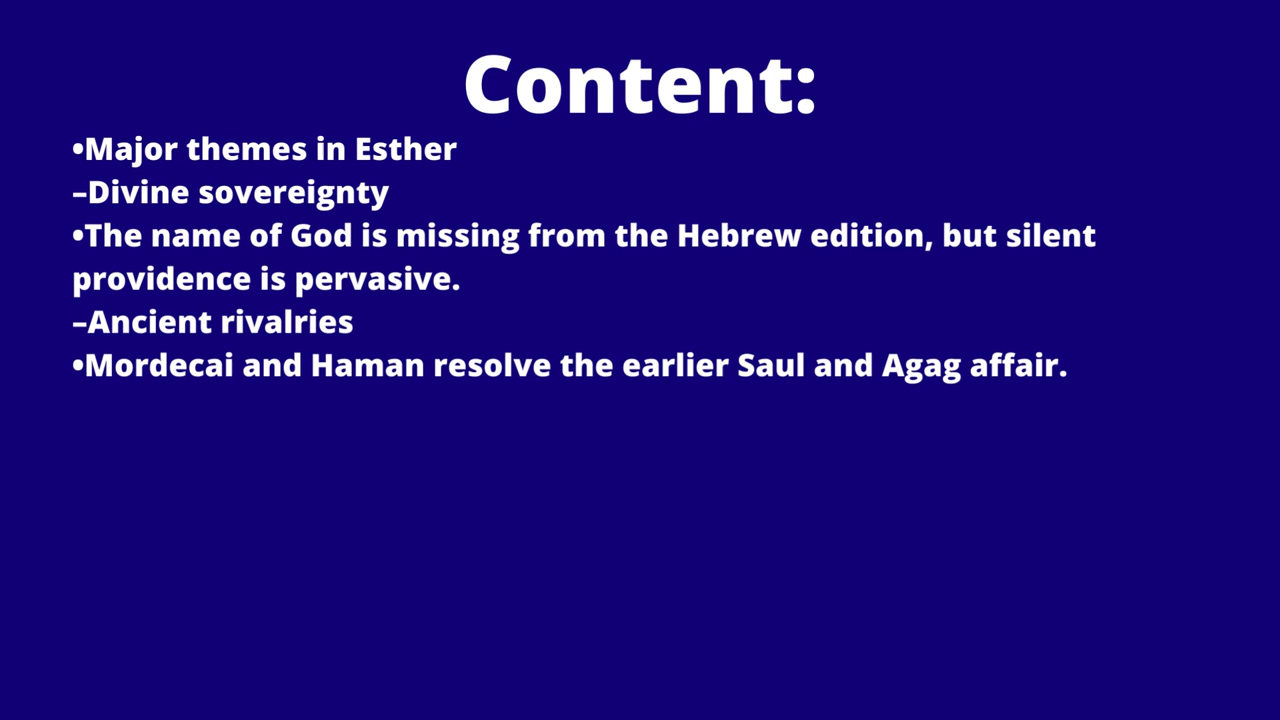 Content:
•Major themes in Esther
–Divine sovereignty
•The name of God is missing from the Hebrew edition, but silent
providence is pervasive.
–Ancient rivalries
•Mordecai and Haman resolve the earlier Saul and Agag affair.